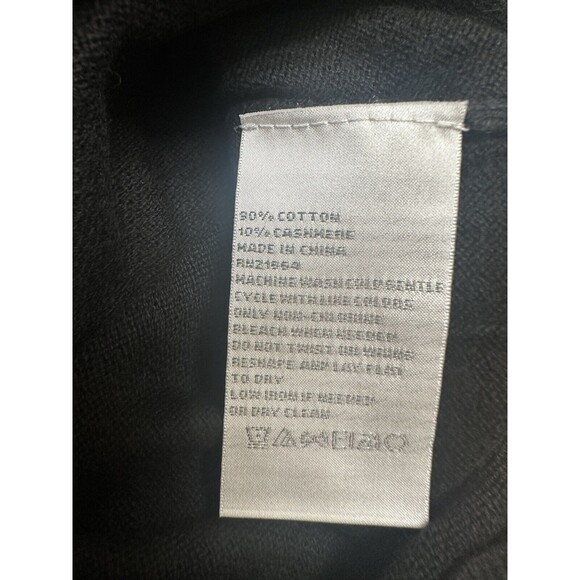 90% COTTON
10% CASHMERE
MADE IN CHINA
RN21664
MACHINE WASH COLD GENTLE
CYCLE WITH LIKE COLORS
ONLY NON-CHLORINE
BLEACH WHEN NEEDED
DO NOT TWIST OR WRING
RESHAPE AND LAY FLAT
TO DRY
LOW IRON IF NEEDED
OR DRY CLEAN